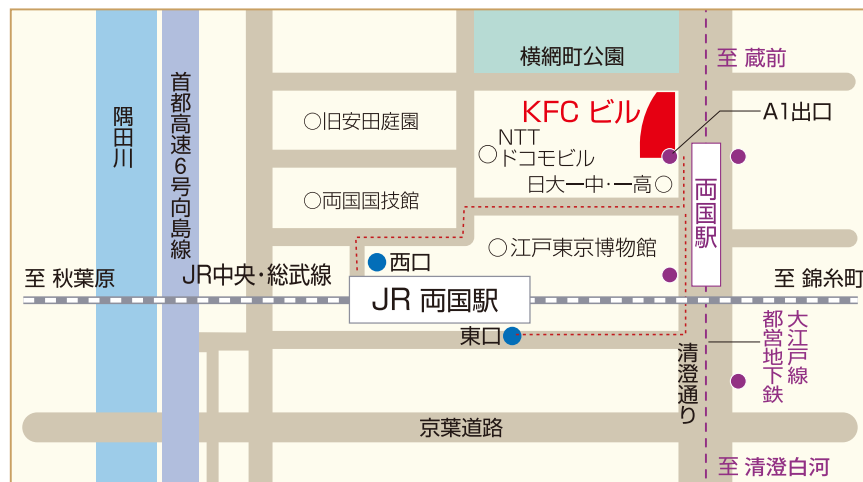 横網町公園
至 蔵前
KFC ビル
A1出口
首都高速6号向島線
隅田川
○旧安田庭園
NTT
○ドコモビル
日大一中・一高○
○両国国技館
両国駅
○江戸東京博物館
西口
至 秋葉原
JR中央・総武線
至 錦糸町
JR 両国駅
東口
清澄通り
都営地下鉄
大江戸線
京葉道路
至 清澄白河